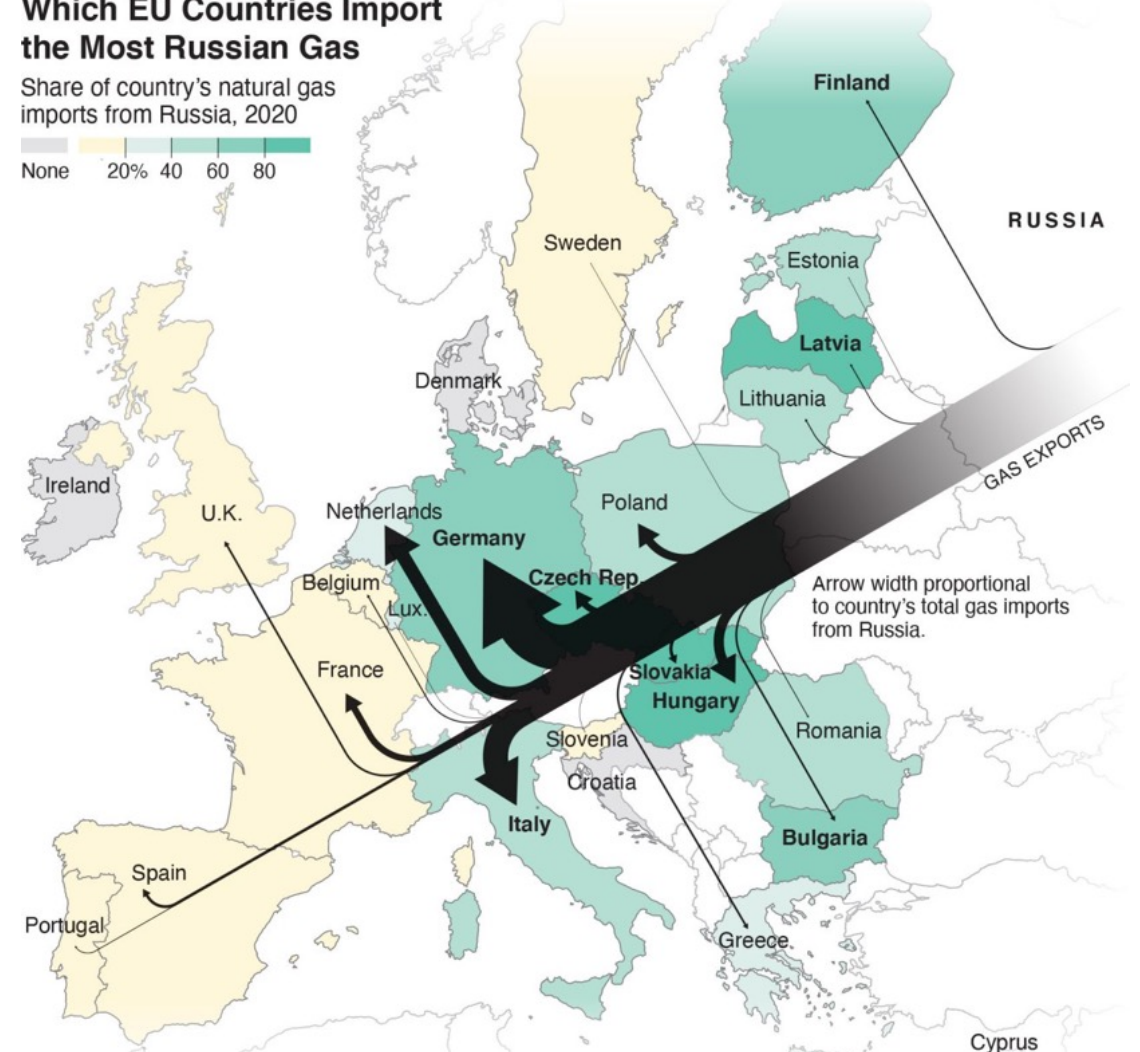 Which EU Countries Import
the Most Russian Gas
Share of country's natural gas
imports from Russia, 2020
None 20% 40 60 80
Finland
RUSSIA
Sweden
Estonia
Latvia
Denmark
Lithuania
GAS EXPORTS
Ireland
U.K.
Netherlands
Poland
Germany
Belgium
Czech Rep.
Arrow width proportional
to country's total gas imports
from Russia.
Lux.
France
Slovakia
Hungary
Romania
Slovenia
Croatia
Italy
Bulgaria
Spain
Portugal
Greece
Cyprus